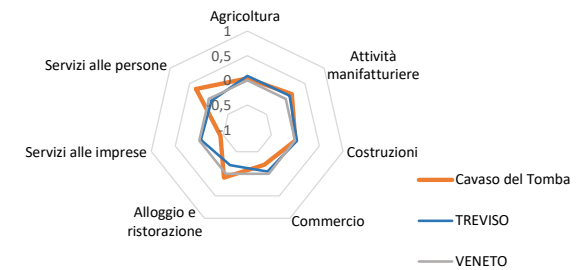 Agricoltura
1
0,5
0
-0,5
-1
Attività
manifatturiere
Costruzioni
Commercio
Alloggio e
ristorazione
Servizi alle imprese
Servizi alle persone
Cavaso del Tomba
TREVISO
VENETO